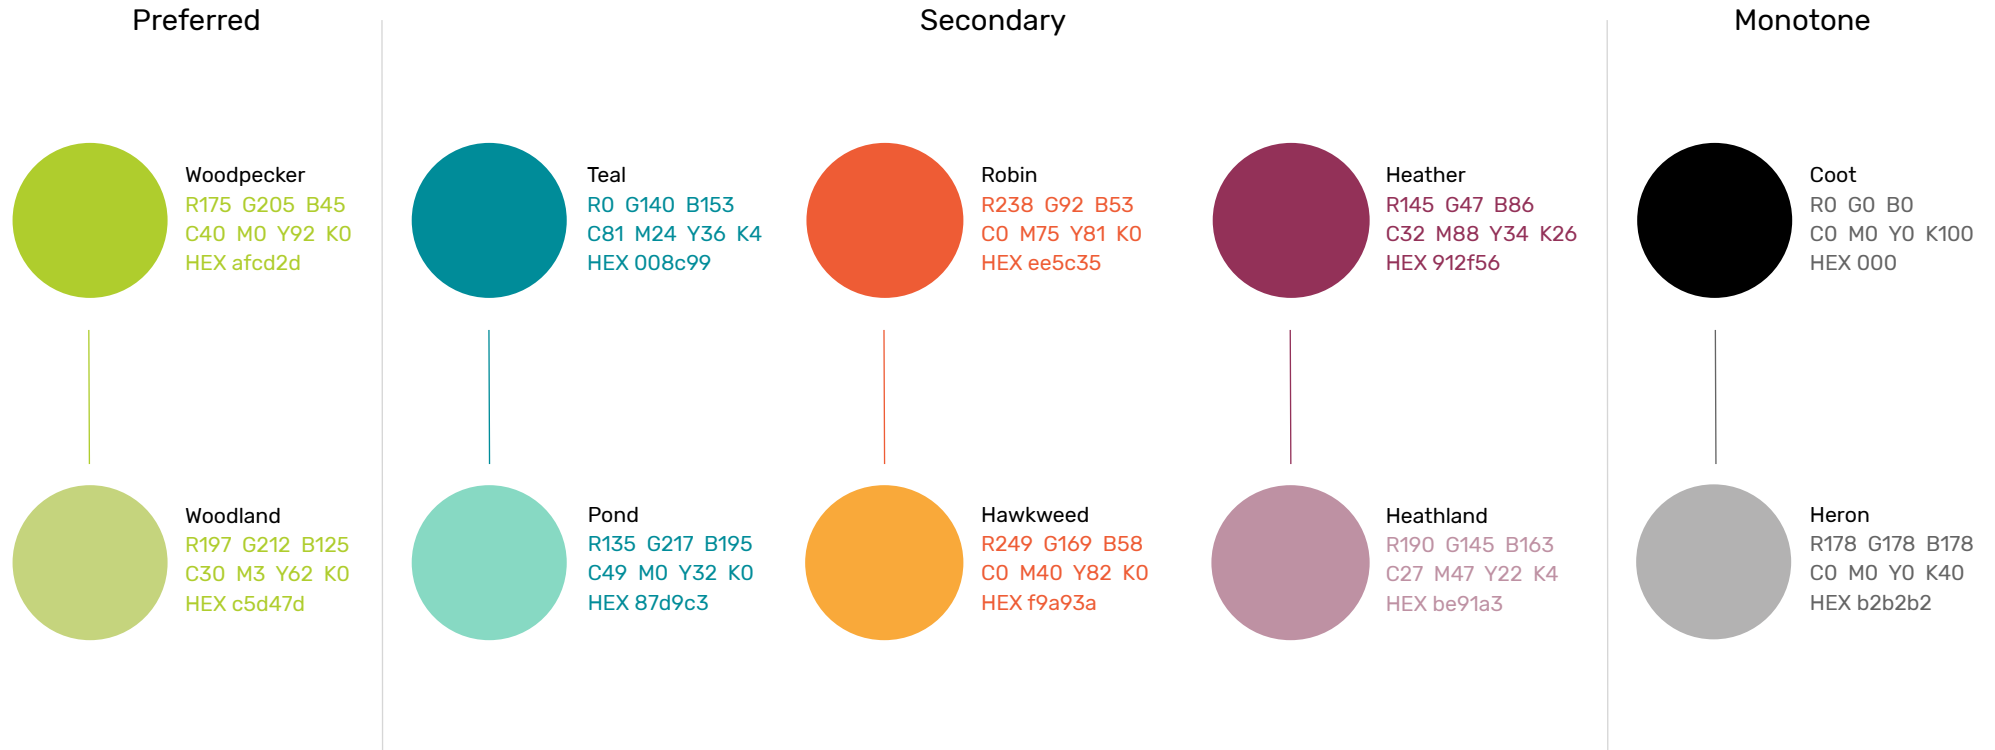 Preferred
Secondary
Monotone
Woodpecker
R175 G205 B45
C40 M0 Y92 K0
HEX afcd2d
Teal
R0 G140 B153
C81 M24 Y36 K4
HEX 008c99
Robin
R238 G92 B53
C0 M75 Y81 K0
HEX ee5c35
Heather
R145 G47 B86
C32 M88 Y34 K26
HEX 912f56
Coot
R0 G0 B0
C0 M0 Y0 K100
HEX 000
Woodland
R197 G212 B125
C30 M3 Y62 K0
HEX c5d47d
Pond
R135 G217 B195
C49 M0 Y32 K0
HEX 87d9c3
Hawkweed
R249 G169 B58
C0 M40 Y82 K0
HEX f9a93a
Heathland
R190 G145 B163
C27 M47 Y22 K4
HEX be91a3
Heron
R178 G178 B178
C0 M0 Y0 K40
HEX b2b2b2